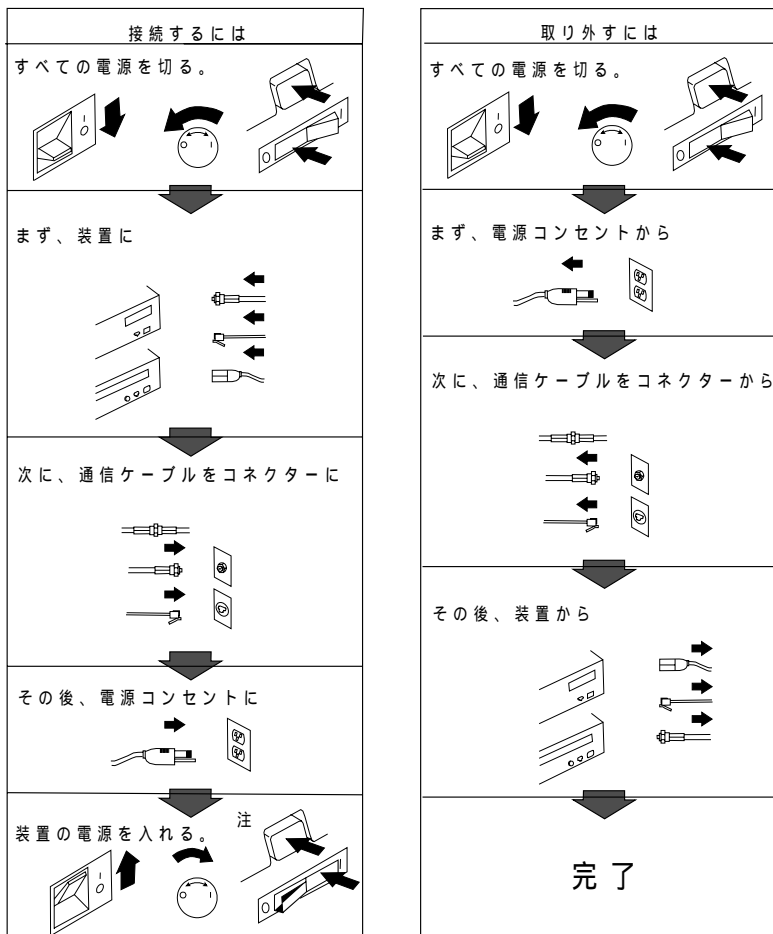 接続するには
すべての電源を切る。
まず、装置に
次に、通信ケーブルをコネクターに
その後、電源コンセントに
装置の電源を入れる。
注
取り外すには
すべての電源を切る。
まず、電源コンセントから
次に、通信ケーブルをコネクターから
その後、装置から
完了